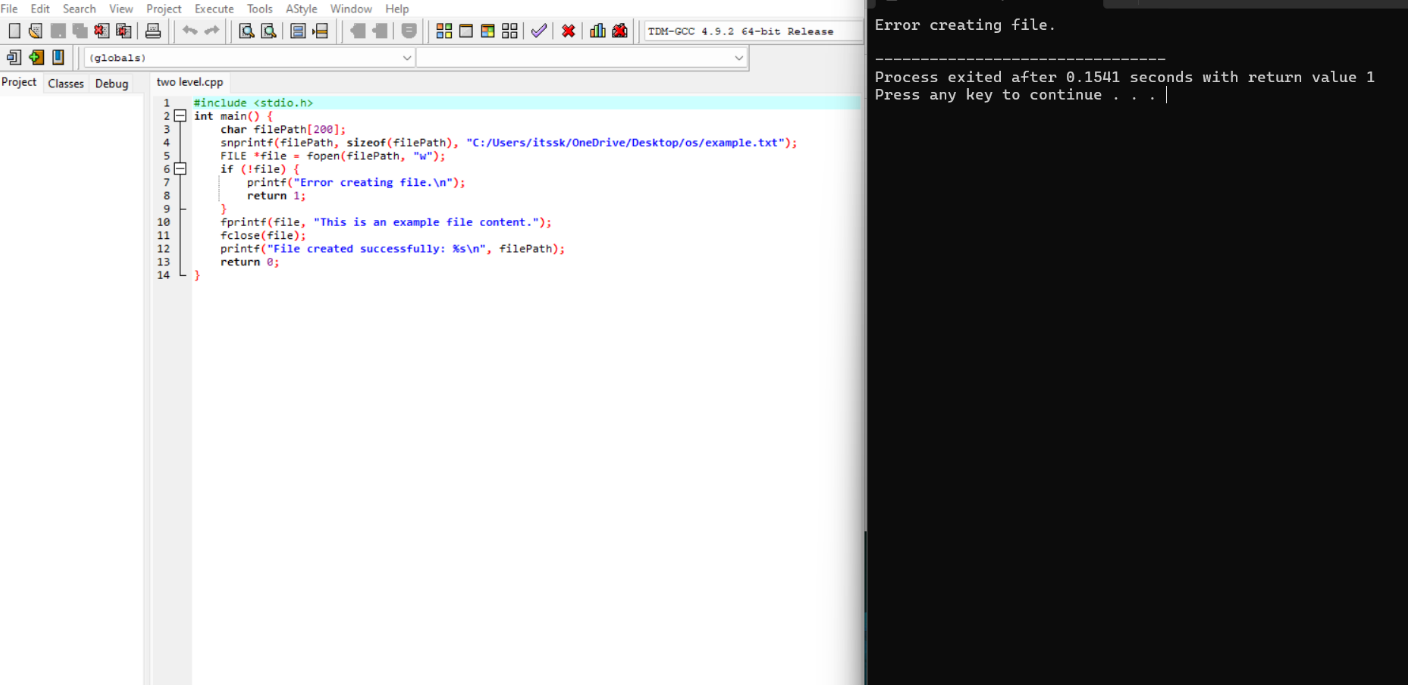 File Edit Search View Project Execute Tools AStyle Window Help
TDM-GCC 4.9.2 64-bit Release
(globals)
Project Classes Debug two level.cpp
1 #include <stdio.h>
2 int main() {
3 char filePath[200];
4 snprintf(filePath, sizeof(filePath), "C:/Users/itssk/OneDrive/Desktop/os/example.txt");
5 FILE *file = fopen(filePath, "w");
6 if (!file) {
7 printf("Error creating file.\n");
8 return 1;
9 }
10 fprintf(file, "This is an example file content.");
11 fclose(file);
12 printf("File created successfully: %s\n", filePath);
13 return 0;
14 }
Error creating file.
--------------------------------
Process exited after 0.1541 seconds with return value 1
Press any key to continue . . .